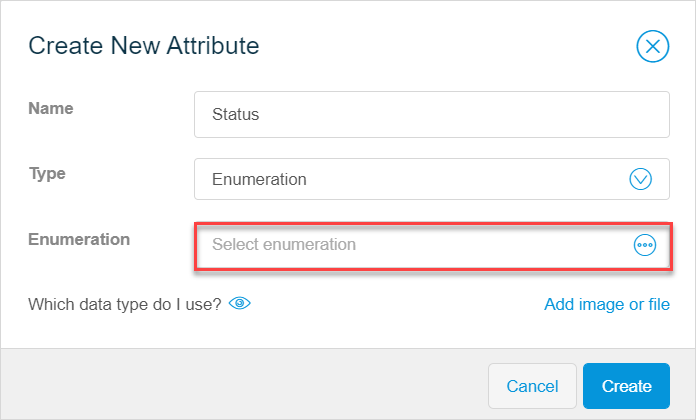 Create New Attribute
Name
Status
Type
Enumeration
Enumeration
Select enumeration
Which data type do I use?
Add image or file
Cancel
Create